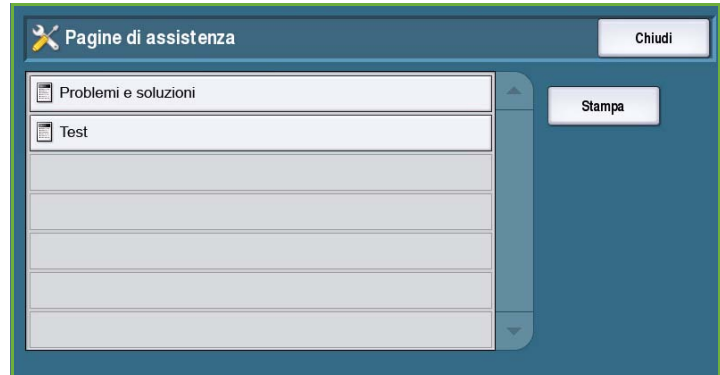 Pagine di assistenza
Chiudi
Problemi e soluzioni
Stampa
Test